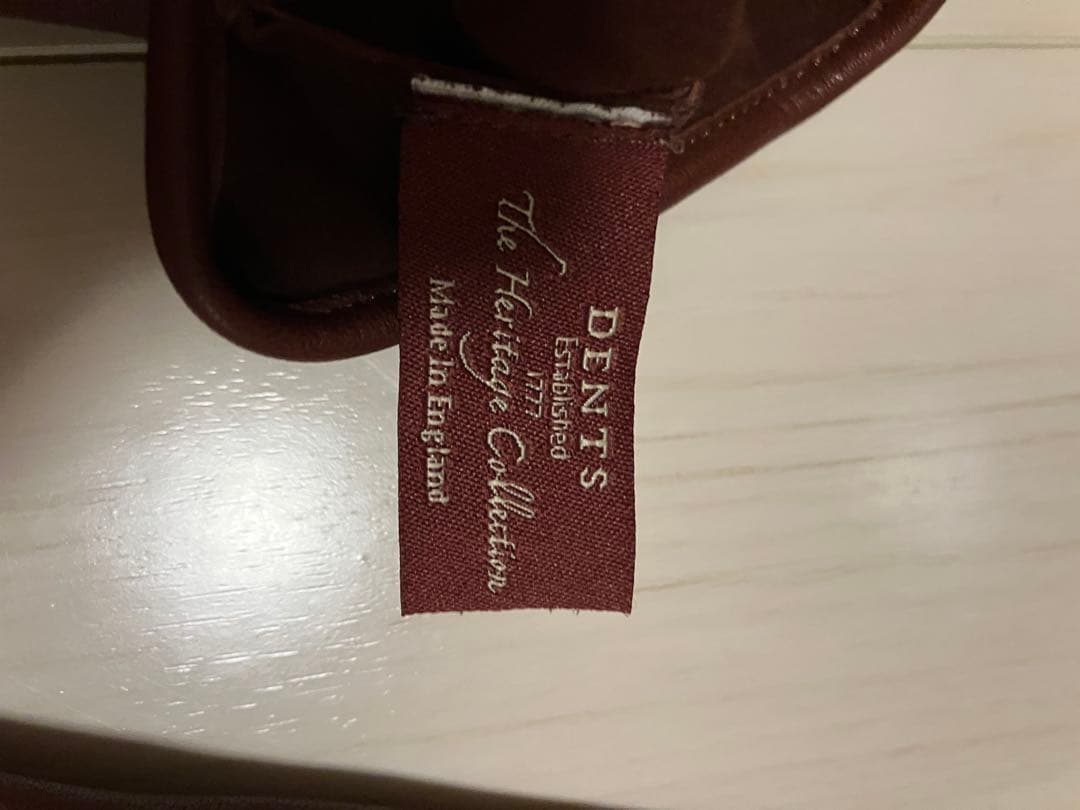 DENTS
Established
1777
The Heritage Collection
Made In England